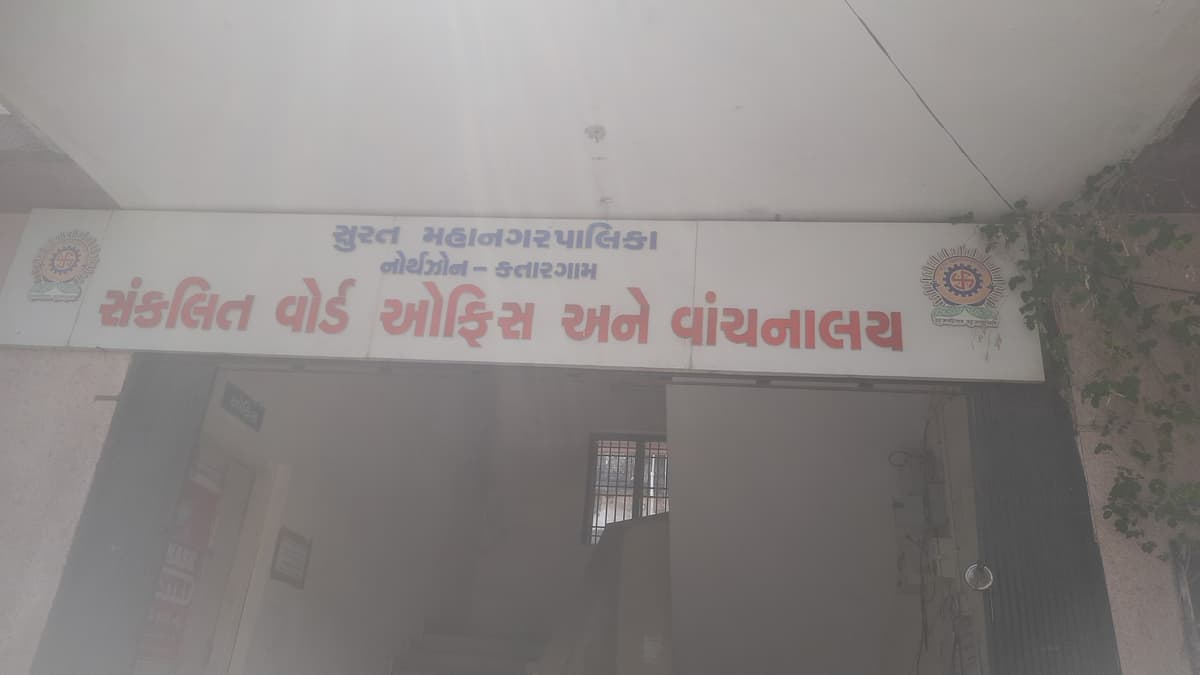 સુરત મહાનગરપાલિકા
નોર્થઝોન - કતારગામ
સંકલિત વોર્ડ ઓફિસ અને વાંચનાલય